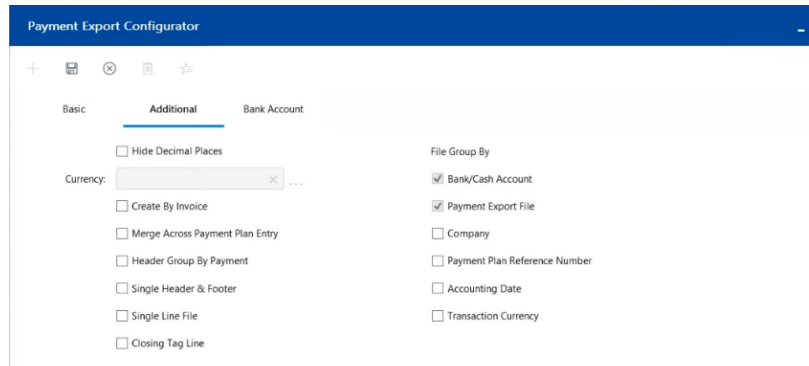 Payment Export Configurator
Basic Additional Bank Account
Hide Decimal Places
File Group By
Currency:
Bank/Cash Account
Create By Invoice
Payment Export File
Merge Across Payment Plan Entry
Company
Header Group By Payment
Payment Plan Reference Number
Single Header & Footer
Accounting Date
Single Line File
Transaction Currency
Closing Tag Line